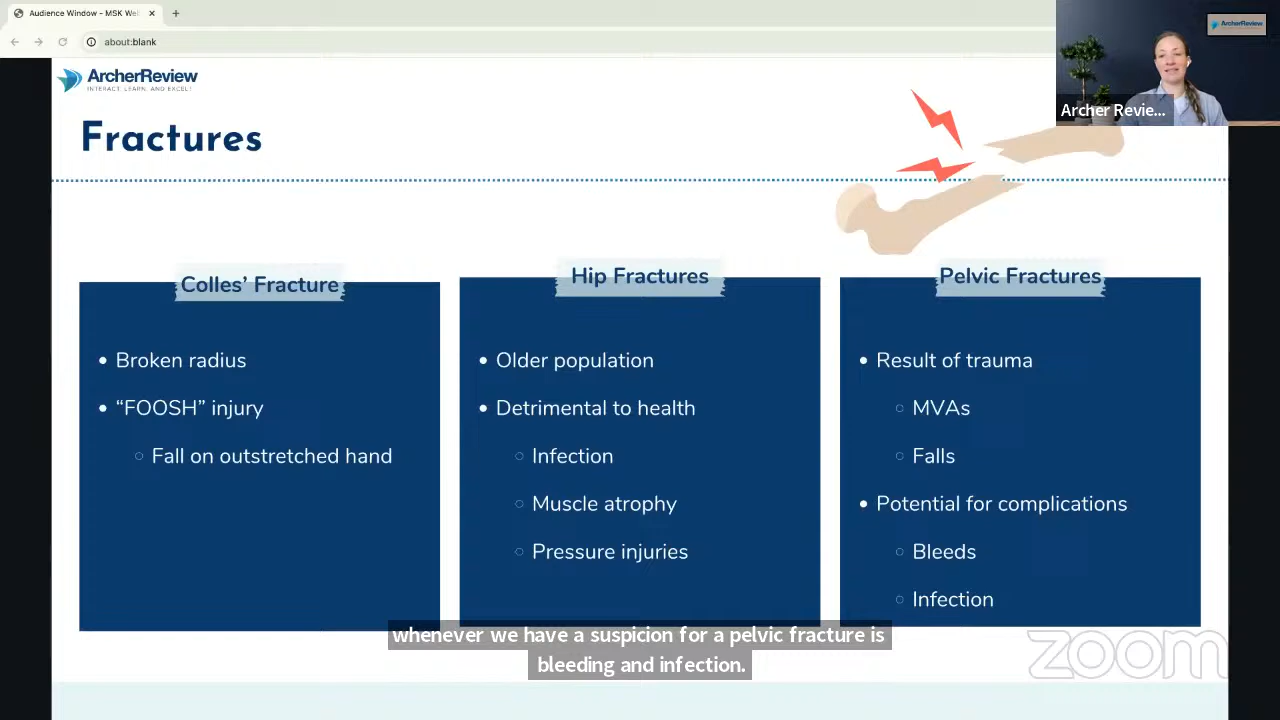 Audience Window – MSK Wel
about:blank
ArcherReview
INTERACT, LEARN, AND EXCEL!
ArcherReview
Archer Revie...
Fractures
Colles’ Fracture
• Broken radius
• “FOOSH” injury
○ Fall on outstretched hand
Hip Fractures
• Older population
• Detrimental to health
○ Infection
○ Muscle atrophy
○ Pressure injuries
Pelvic Fractures
• Result of trauma
○ MVAs
○ Falls
• Potential for complications
○ Bleeds
○ Infection
whenever we have a suspicion for a pelvic fracture is
bleeding and infection.
zoom